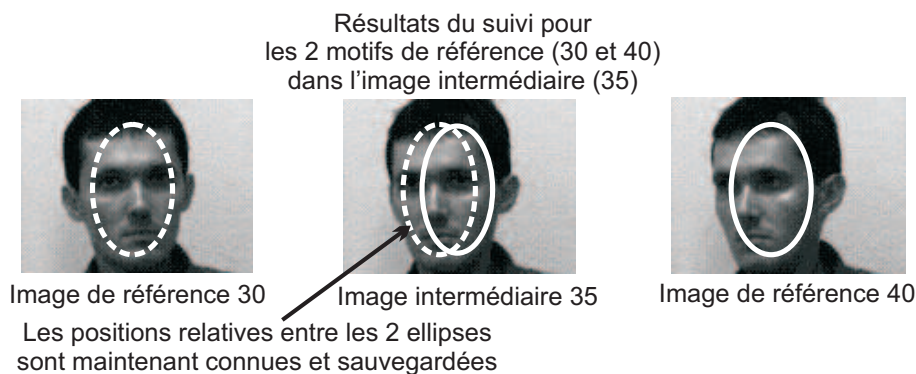 Résultats du suivi pour
les 2 motifs de référence (30 et 40)
dans l'image intermédiaire (35)
Image de référence 30
Image intermédiaire 35
Image de référence 40
Les positions relatives entre les 2 ellipses
sont maintenant connues et sauvegardées